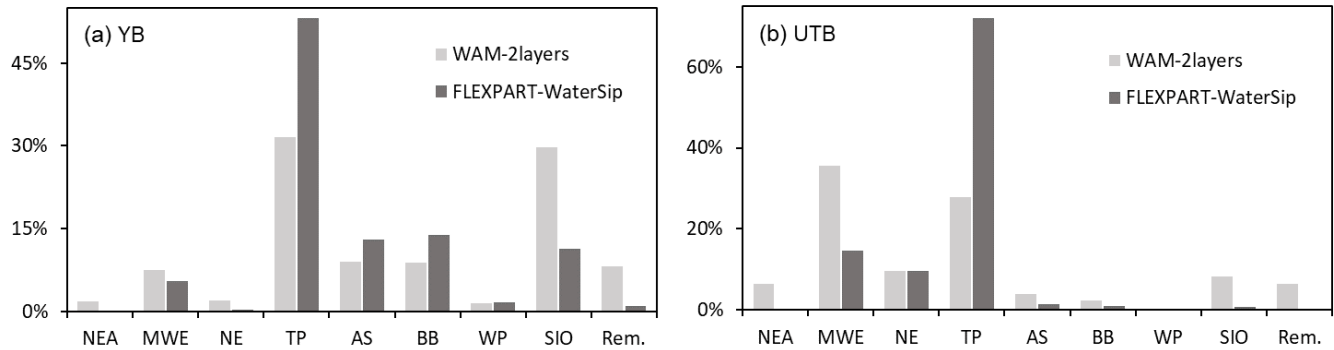 (a) YB
WAM-2layers
FLEXPART-WaterSip
45%
30%
15%
0%
NEA MWE NE TP AS BB WP SIO Rem.
(b) UTB
WAM-2layers
FLEXPART-WaterSip
60%
40%
20%
0%
NEA MWE NE TP AS BB WP SIO Rem.